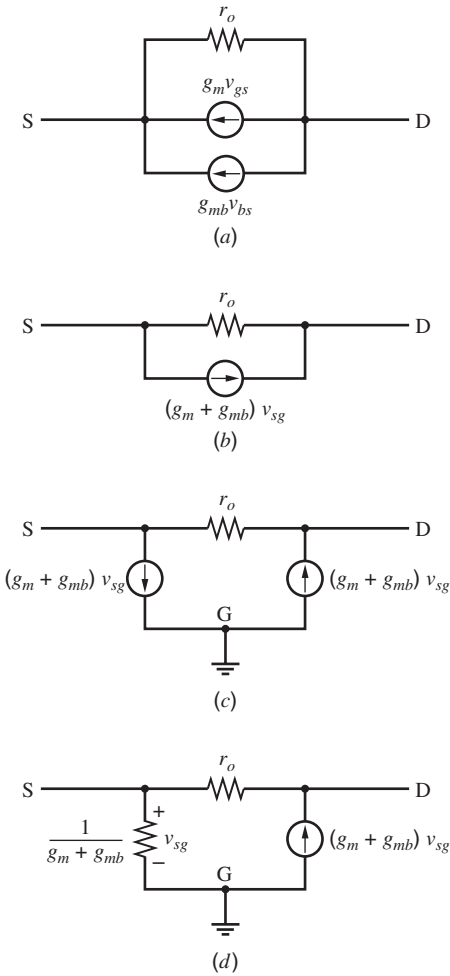 r_o
g_m v_gs
S D
g_mb v_bs
(a)
r_o
S D
(g_m + g_mb) v_sg
(b)
r_o
S D
(g_m + g_mb) v_sg (g_m + g_mb) v_sg
G
(c)
r_o
S D
+
1 / (g_m + g_mb) v_sg (g_m + g_mb) v_sg
−
G
(d)